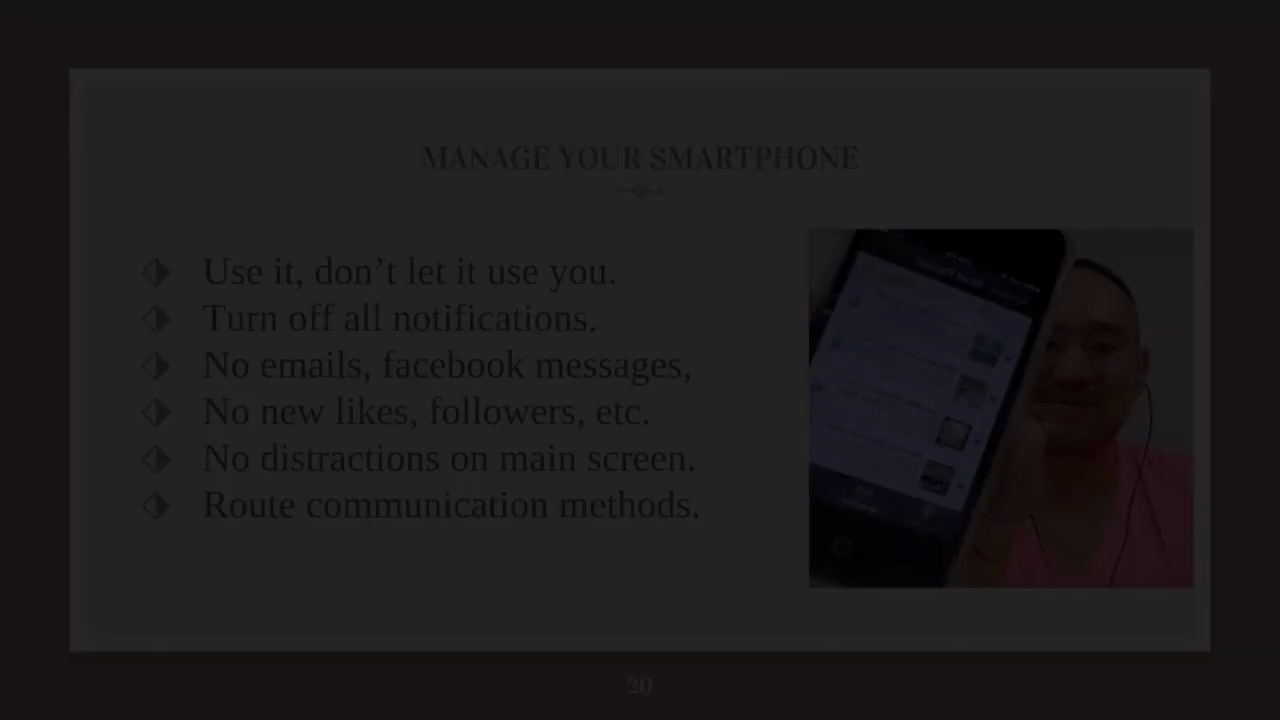 MANAGE YOUR SMARTPHONE
Use it, don’t let it use you.
Turn off all notifications.
No emails, facebook messages,
No new likes, followers, etc.
No distractions on main screen.
Route communication methods.
20